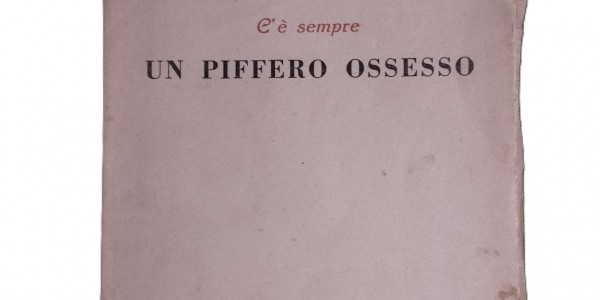 C'è sempre
UN PIFFERO OSSESSO